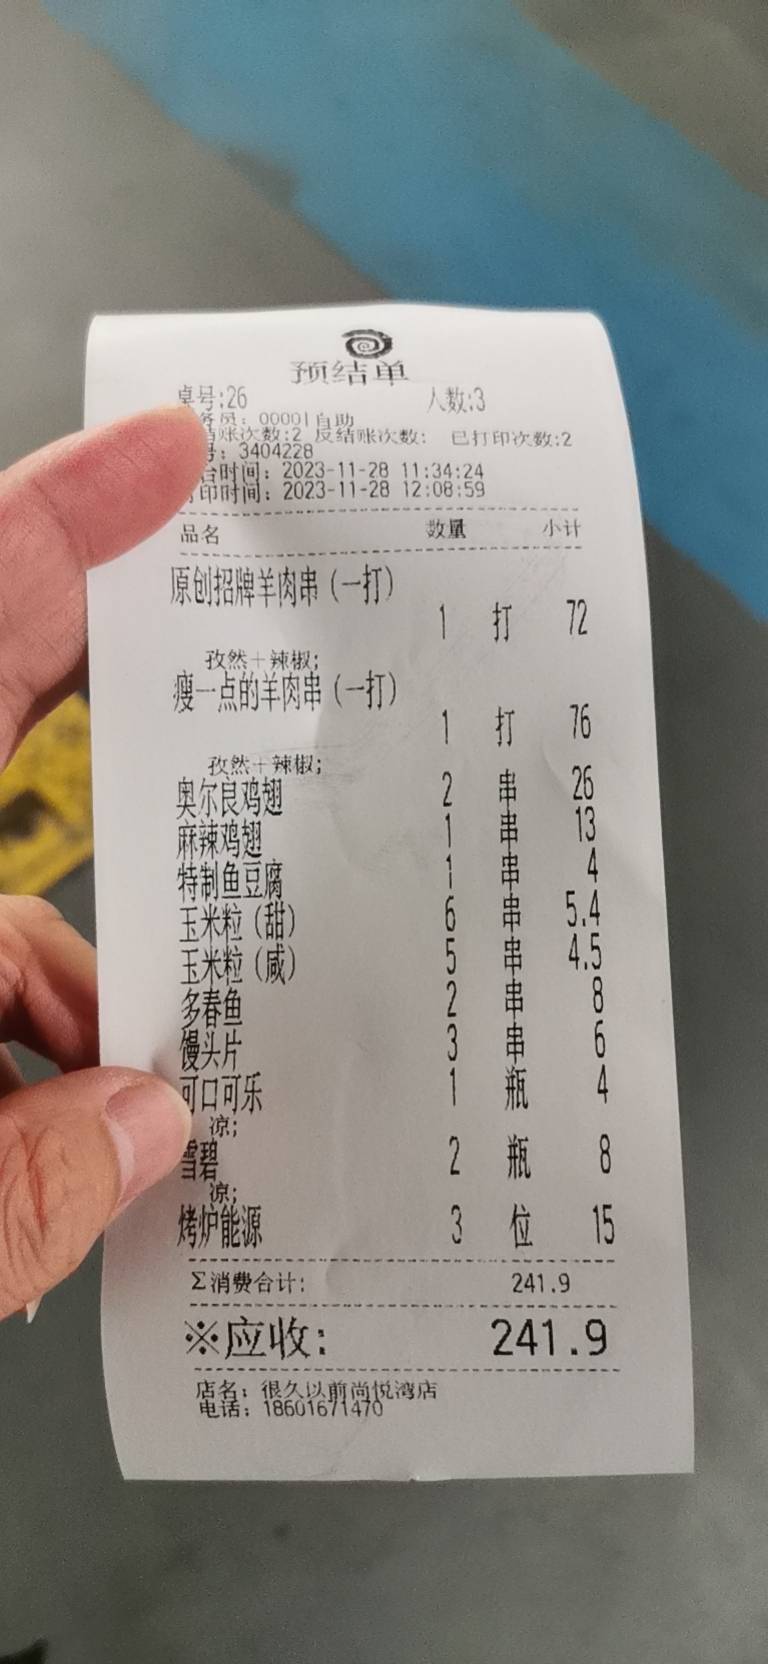 预结单
桌号:26 人数:3
务员: 00001自助
账次数:2 反结账次数: 已打印次数:2
号: 3404228
台时间: 2023-11-28 11:34:24
印时间: 2023-11-28 12:08:59
品名 数量 小计
原创招牌羊肉串(一打)
1 打 72
孜然+辣椒;
瘦一点的羊肉串(一打)
1 打 76
孜然+辣椒;
奥尔良鸡翅 2 串 26
麻辣鸡翅 1 串 13
特制鱼豆腐 1 串 4
玉米粒(甜) 6 串 5.4
玉米粒(咸) 5 串 4.5
多春鱼 2 串 8
馒头片 3 串 6
可口可乐 1 瓶 4
凉;
雪碧 2 瓶 8
凉;
烤炉能源 3 位 15
Σ消费合计: 241.9
※应收: 241.9
店名: 很久以前尚悦湾店
电话: 18601671470